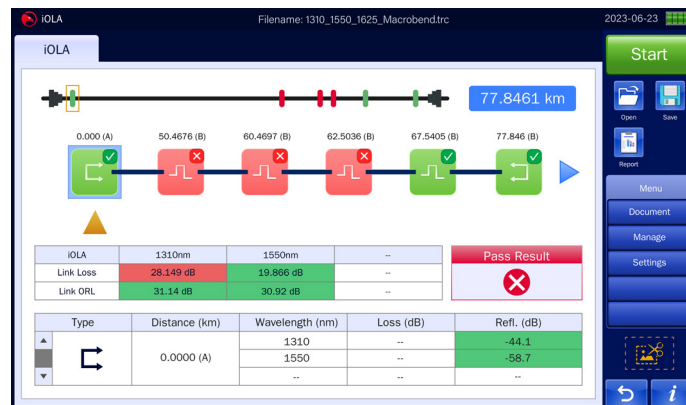 iOLA
Filename: 1310_1550_1625_Macrobend.trc
2023-06-23
iOLA
Start
77.8461 km
Open
Save
0.000 (A) 50.4676 (B) 60.4697 (B) 62.5036 (B) 67.5405 (B) 77.846 (B)
Report
Menu
Document
Manage
Settings
iOLA 1310nm 1550nm --
Link Loss 28.149 dB 19.866 dB --
Link ORL 31.14 dB 30.92 dB --
Pass Result
Type Distance (km) Wavelength (nm) Loss (dB) Refl. (dB)
0.0000 (A)
1310 -- -44.1
1550 -- -58.7
-- -- --
i